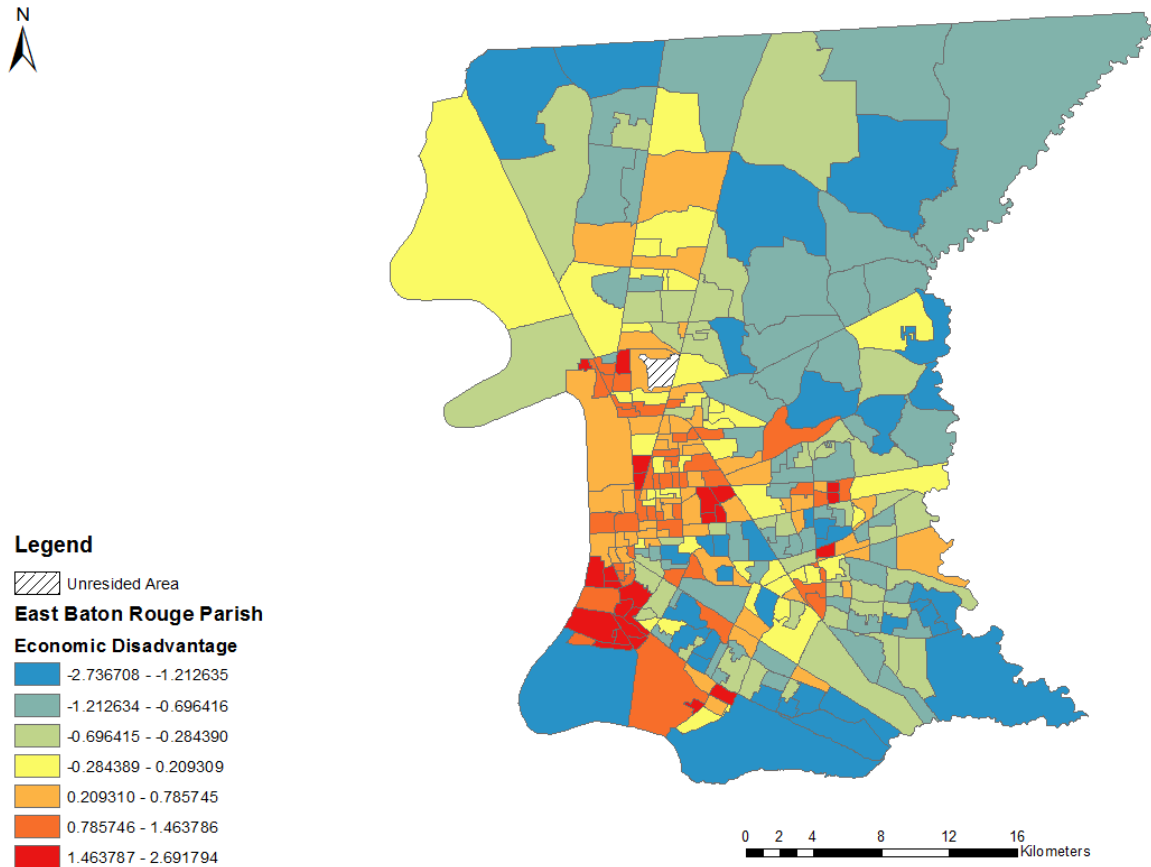 N
Legend
Unresided Area
East Baton Rouge Parish
Economic Disadvantage
-2.736708 - -1.212635
-1.212634 - -0.696416
-0.696415 - -0.284390
-0.284389 - 0.209309
0.209310 - 0.785745
0.785746 - 1.463786
1.463787 - 2.691794
0 2 4 8 12 16
Kilometers